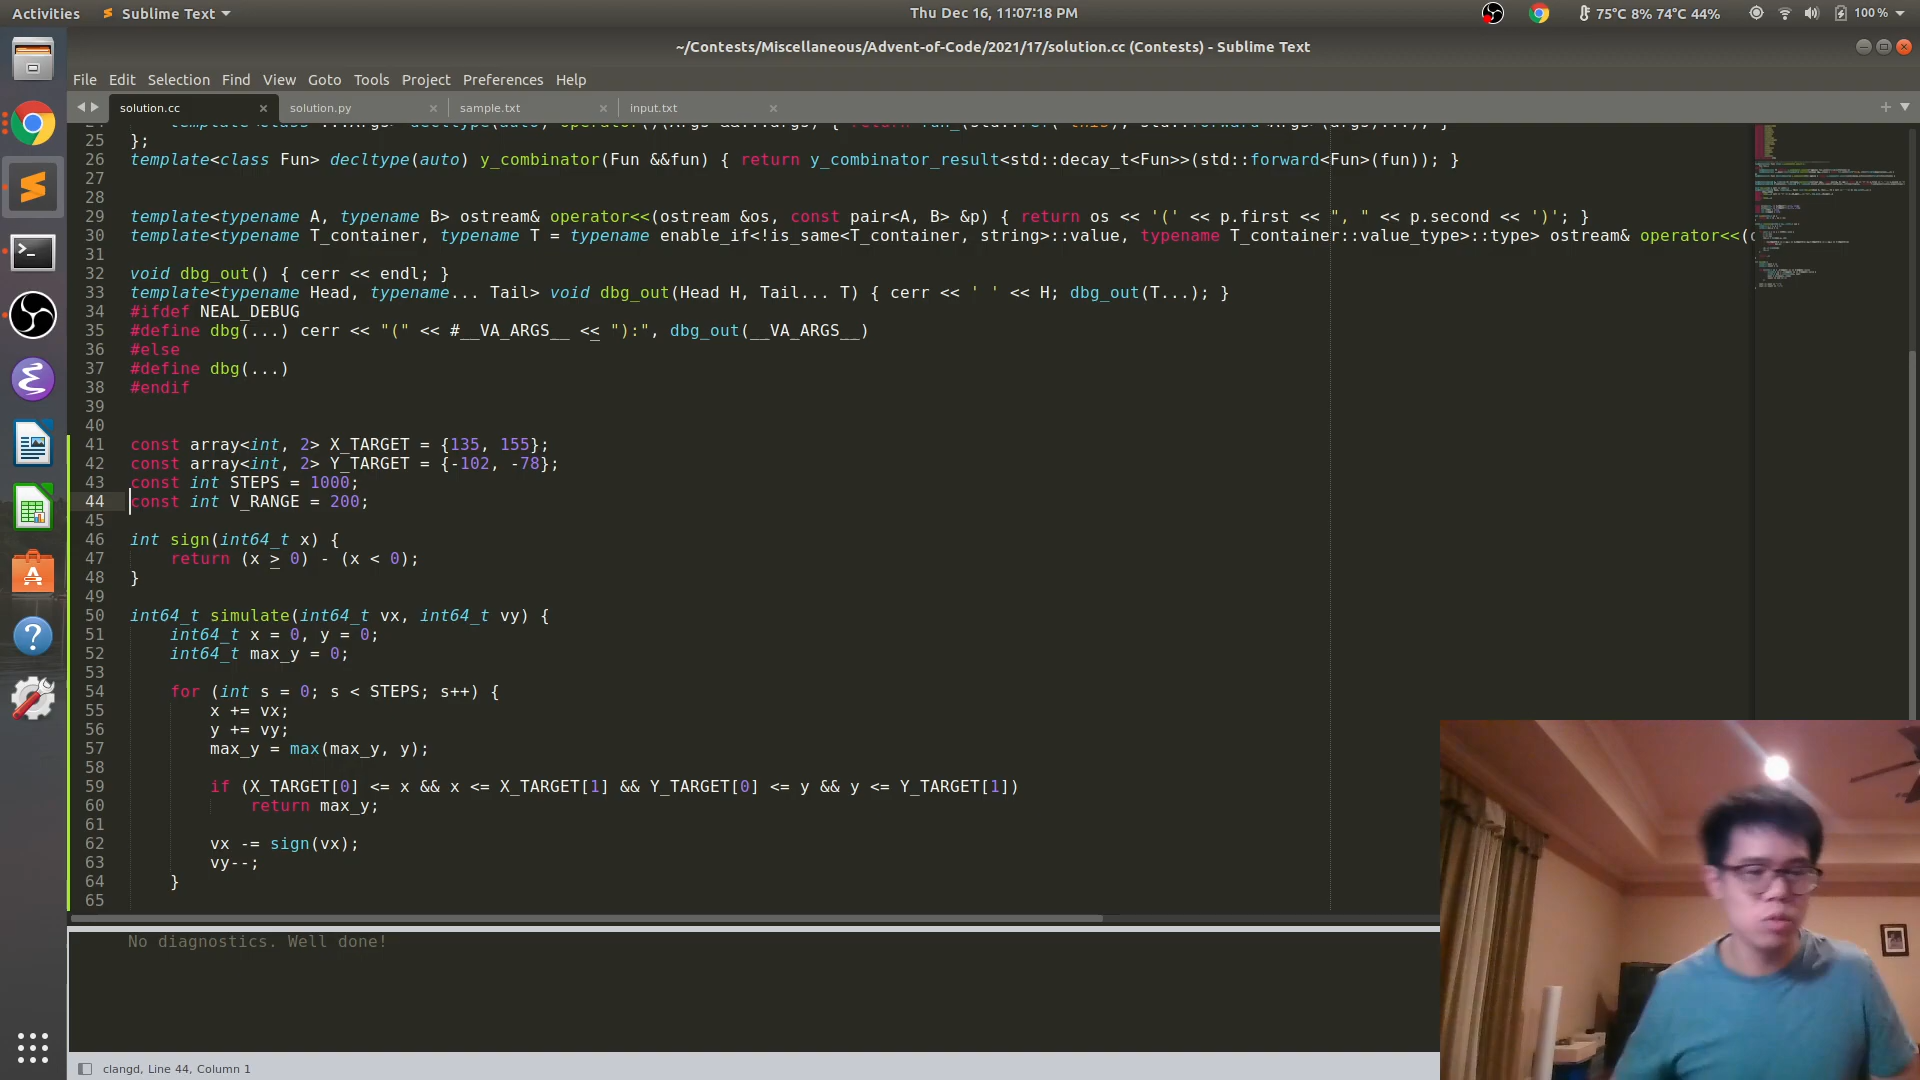 Activities
Sublime Text
Thu Dec 16, 11:07:18 PM
75°C 8% 74°C 44%
100%
~/Contests/Miscellaneous/Advent-of-Code/2021/17/solution.cc (Contests) - Sublime Text
File Edit Selection Find View Goto Tools Project Preferences Help
solution.cc
solution.py
sample.txt
input.txt
25 };
26 template<class Fun> decltype(auto) y_combinator(Fun &&fun) { return y_combinator_result<std::decay_t<Fun>>(std::forward<Fun>(fun)); }
27
28
29 template<typename A, typename B> ostream& operator<<(ostream &os, const pair<A, B> &p) { return os << '(' << p.first << ", " << p.second << ')'; }
30 template<typename T_container, typename T = typename enable_if<!is_same<T_container, string>::value, typename T_container::value_type>::type> ostream& operator<<(
31
32 void dbg_out() { cerr << endl; }
33 template<typename Head, typename... Tail> void dbg_out(Head H, Tail... T) { cerr << ' ' << H; dbg_out(T...); }
34 #ifdef NEAL_DEBUG
35 #define dbg(...) cerr << "(" << #__VA_ARGS__ << "):", dbg_out(__VA_ARGS__)
36 #else
37 #define dbg(...)
38 #endif
39
40
41 const array<int, 2> X_TARGET = {135, 155};
42 const array<int, 2> Y_TARGET = {-102, -78};
43 const int STEPS = 1000;
44 const int V_RANGE = 200;
45
46 int sign(int64_t x) {
47 return (x > 0) - (x < 0);
48 }
49
50 int64_t simulate(int64_t vx, int64_t vy) {
51 int64_t x = 0, y = 0;
52 int64_t max_y = 0;
53
54 for (int s = 0; s < STEPS; s++) {
55 x += vx;
56 y += vy;
57 max_y = max(max_y, y);
58
59 if (X_TARGET[0] <= x && x <= X_TARGET[1] && Y_TARGET[0] <= y && y <= Y_TARGET[1])
60 return max_y;
61
62 vx -= sign(vx);
63 vy--;
64 }
65
No diagnostics. Well done!
clangd, Line 44, Column 1